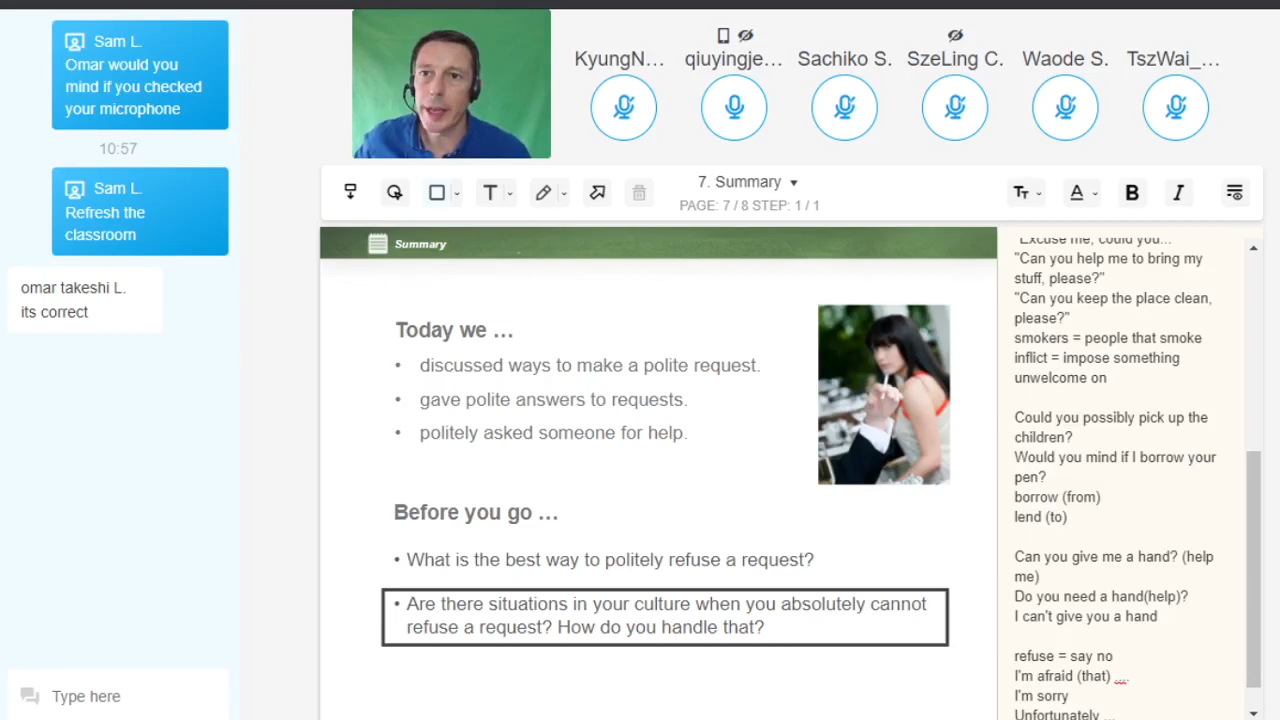 Sam L.
Omar would you
mind if you checked
your microphone
10:57
Sam L.
Refresh the
classroom
omar takeshi L.
its correct
Type here
KyungN...
qiuyingje...
Sachiko S.
SzeLing C.
Waode S.
TszWai_...
7. Summary
PAGE: 7 / 8 STEP: 1 / 1
Summary
Today we ...
• discussed ways to make a polite request.
• gave polite answers to requests.
• politely asked someone for help.
Before you go ...
• What is the best way to politely refuse a request?
• Are there situations in your culture when you absolutely cannot
refuse a request? How do you handle that?
"Excuse me, could you...
"Can you help me to bring my
stuff, please?"
"Can you keep the place clean,
please?"
smokers = people that smoke
inflict = impose something
unwelcome on
Could you possibly pick up the
children?
Would you mind if I borrow your
pen?
borrow (from)
lend (to)
Can you give me a hand? (help
me)
Do you need a hand(help)?
I can't give you a hand
refuse = say no
I'm afraid (that) ....
I'm sorry
Unfortunately ...